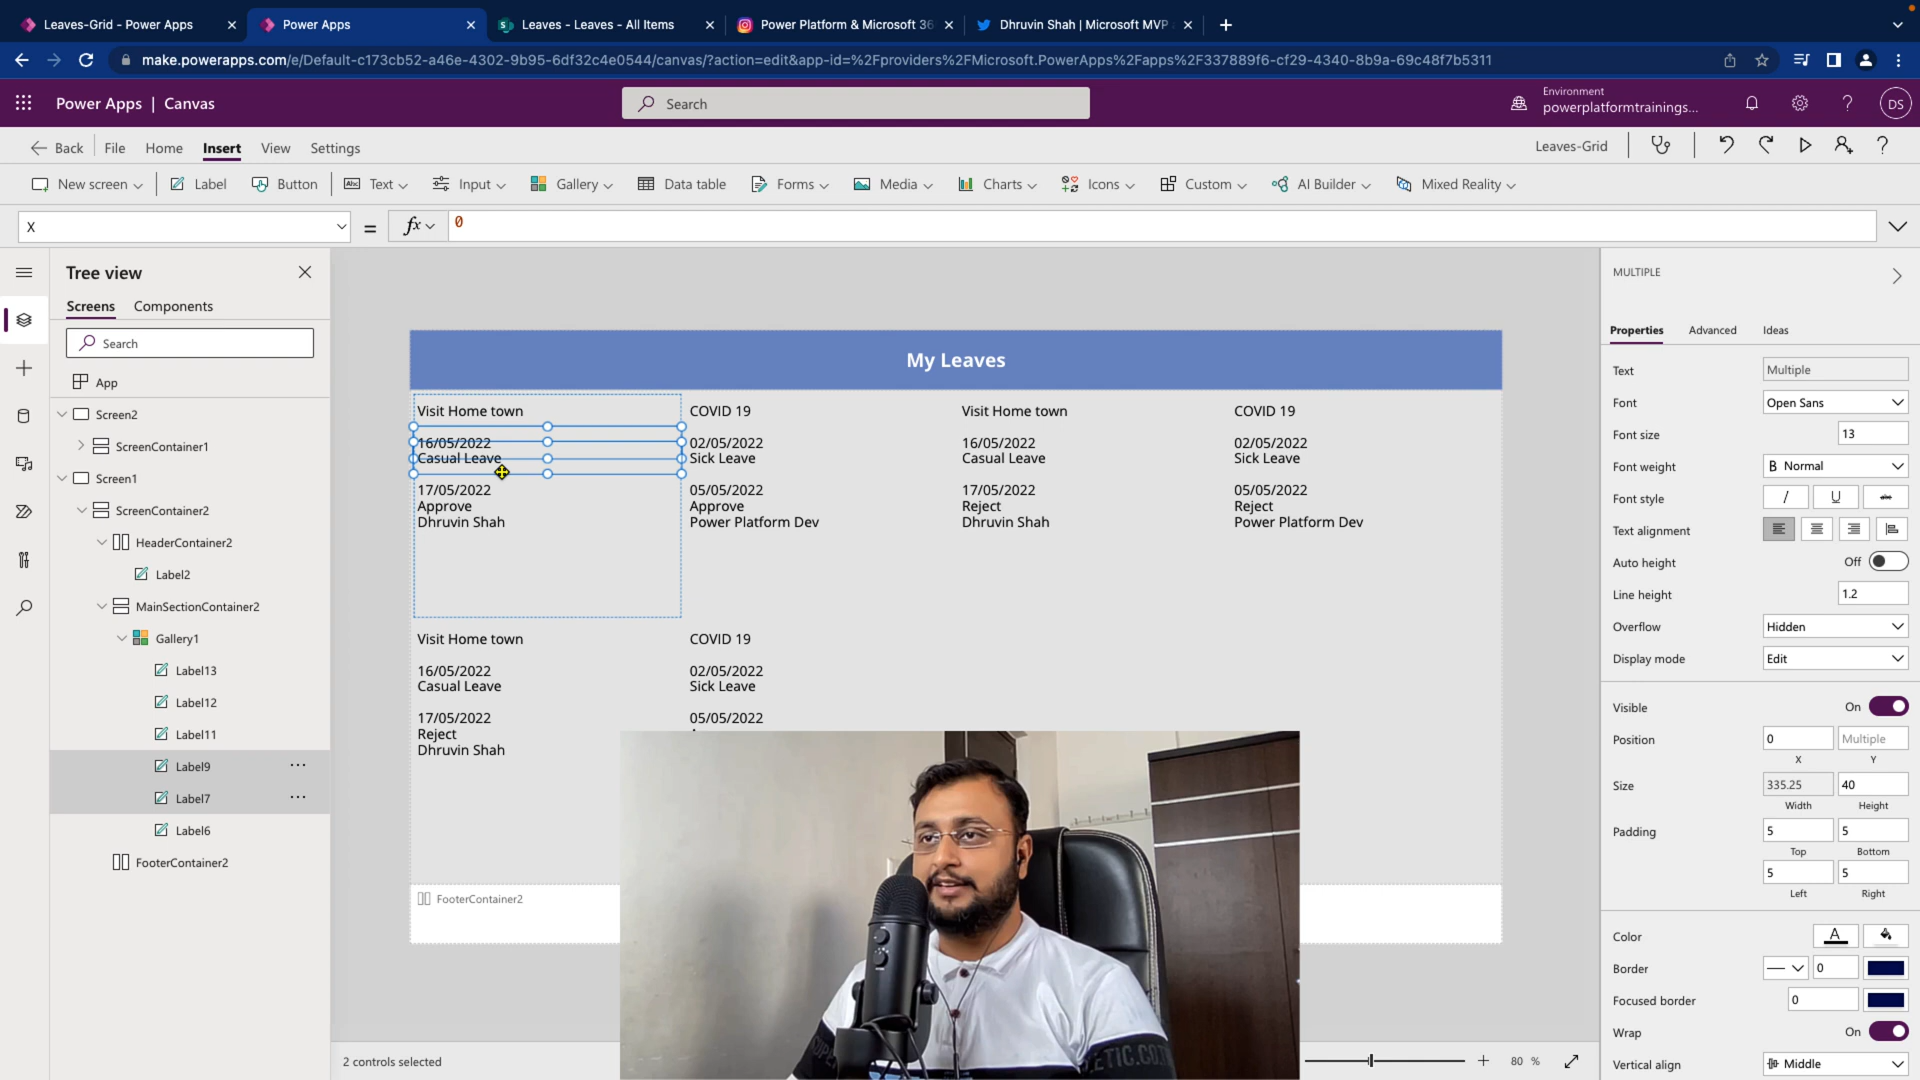 Leaves-Grid - Power Apps
Power Apps
Leaves - Leaves - All Items
Power Platform & Microsoft 36
Dhruvin Shah | Microsoft MVP
make.powerapps.com/e/Default-c173cb52-a46e-4302-9b95-6df32c4e0544/canvas/?action=edit&app-id=%2Fproviders%2FMicrosoft.PowerApps%2Fapps%2F337889f6-cf29-4340-8b9a-69c48f7b5311
Power Apps | Canvas
Search
Environment
powerplatformtrainings...
DS
Back File Home Insert View Settings
Leaves-Grid
New screen Label Button Text Input Gallery Data table Forms Media Charts Icons Custom AI Builder Mixed Reality
X = fx 0
Tree view
Screens Components
Search
App
Screen2
ScreenContainer1
Screen1
ScreenContainer2
HeaderContainer2
Label2
MainSectionContainer2
Gallery1
Label13
Label12
Label11
Label9 ...
Label7 ...
Label6
FooterContainer2
My Leaves
Visit Home town COVID 19 Visit Home town COVID 19
16/05/2022 02/05/2022 16/05/2022 02/05/2022
Casual Leave Sick Leave Casual Leave Sick Leave
17/05/2022 05/05/2022 17/05/2022 05/05/2022
Approve Approve Reject Reject
Dhruvin Shah Power Platform Dev Dhruvin Shah Power Platform Dev
Visit Home town COVID 19
16/05/2022 02/05/2022
Casual Leave Sick Leave
17/05/2022 05/05/2022
Reject
Dhruvin Shah
FooterContainer2
2 controls selected
80 %
MULTIPLE
Properties Advanced Ideas
Text Multiple
Font Open Sans
Font size 13
Font weight B Normal
Font style / U abc
Text alignment
Auto height Off
Line height 1.2
Overflow Hidden
Display mode Edit
Visible On
Position 0 Multiple
X Y
Size 335.25 40
Width Height
Padding 5 5
Top Bottom
5 5
Left Right
Color A
Border 0
Focused border 0
Wrap On
Vertical align Middle